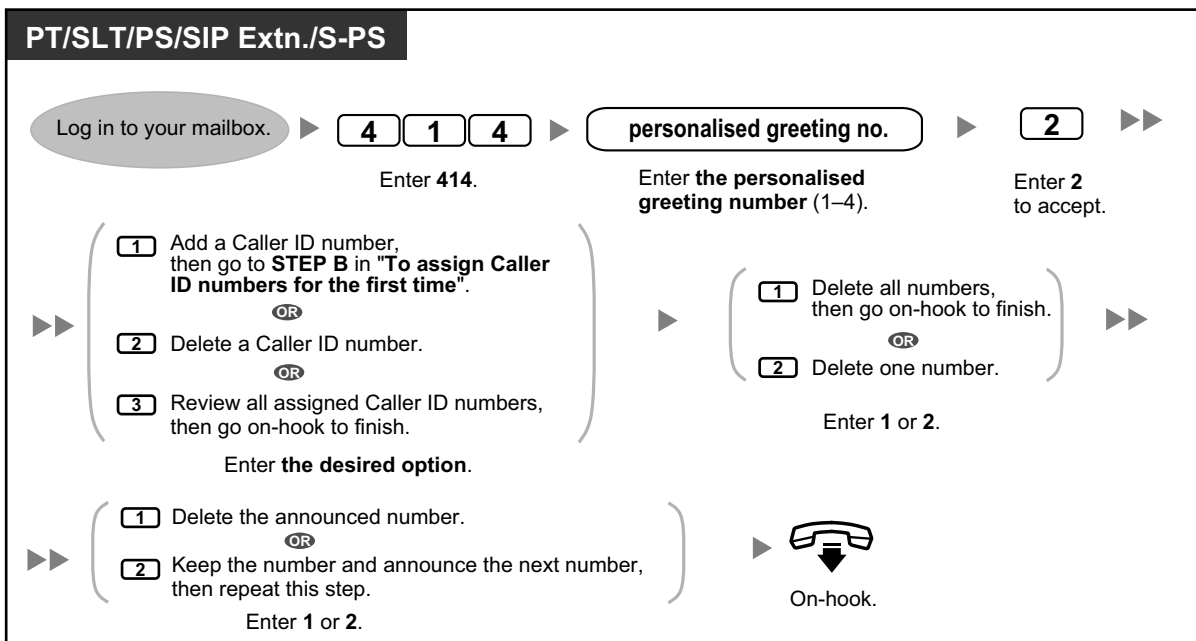 PT/SLT/PS/SIP Extn./S-PS
Log in to your mailbox.
4 1 4
personalised greeting no.
2
Enter 414.
Enter the personalised
greeting number (1–4).
Enter 2
to accept.
1 Add a Caller ID number,
then go to STEP B in "To assign Caller
ID numbers for the first time".
OR
2 Delete a Caller ID number.
OR
3 Review all assigned Caller ID numbers,
then go on-hook to finish.
Enter the desired option.
1 Delete all numbers,
then go on-hook to finish.
OR
2 Delete one number.
Enter 1 or 2.
1 Delete the announced number.
OR
2 Keep the number and announce the next number,
then repeat this step.
Enter 1 or 2.
On-hook.